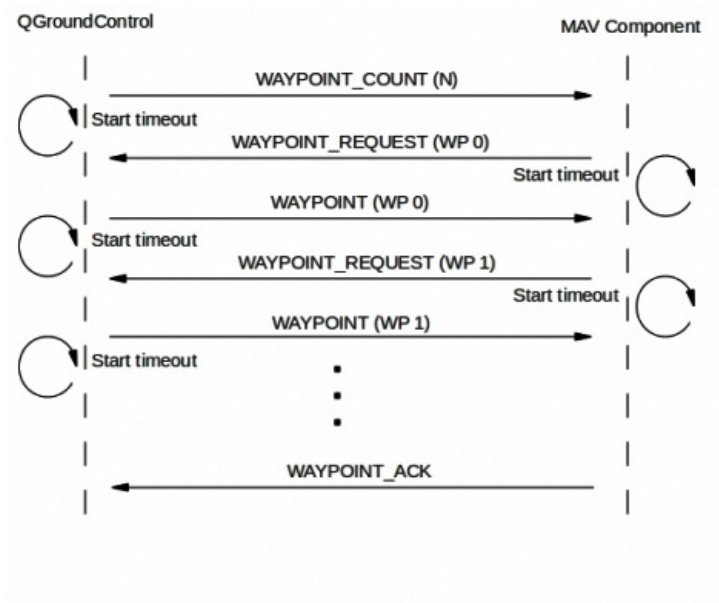 QGroundControl
MAV Component
WAYPOINT_COUNT (N)
Start timeout
WAYPOINT_REQUEST (WP 0)
Start timeout
WAYPOINT (WP 0)
Start timeout
WAYPOINT_REQUEST (WP 1)
Start timeout
WAYPOINT (WP 1)
Start timeout
WAYPOINT_ACK